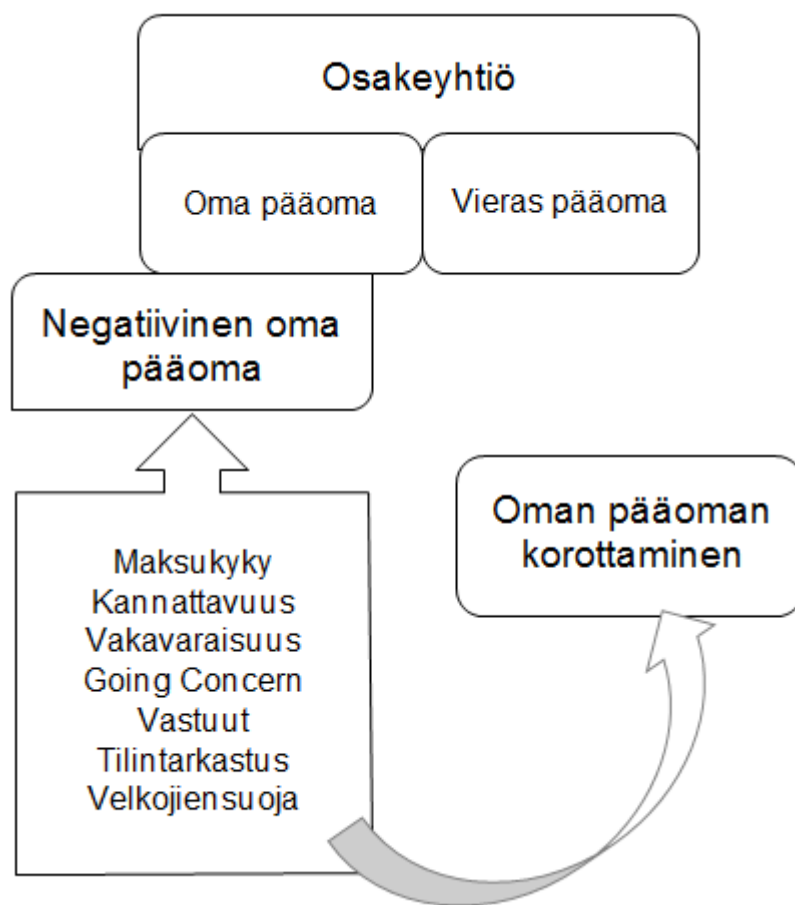 Osakeyhtiö
Oma pääoma
Vieras pääoma
Negatiivinen oma
pääoma
Maksukyky
Kannattavuus
Vakavaraisuus
Going Concern
Vastuut
Tilintarkastus
Velkojiensuoja
Oman pääoman
korottaminen